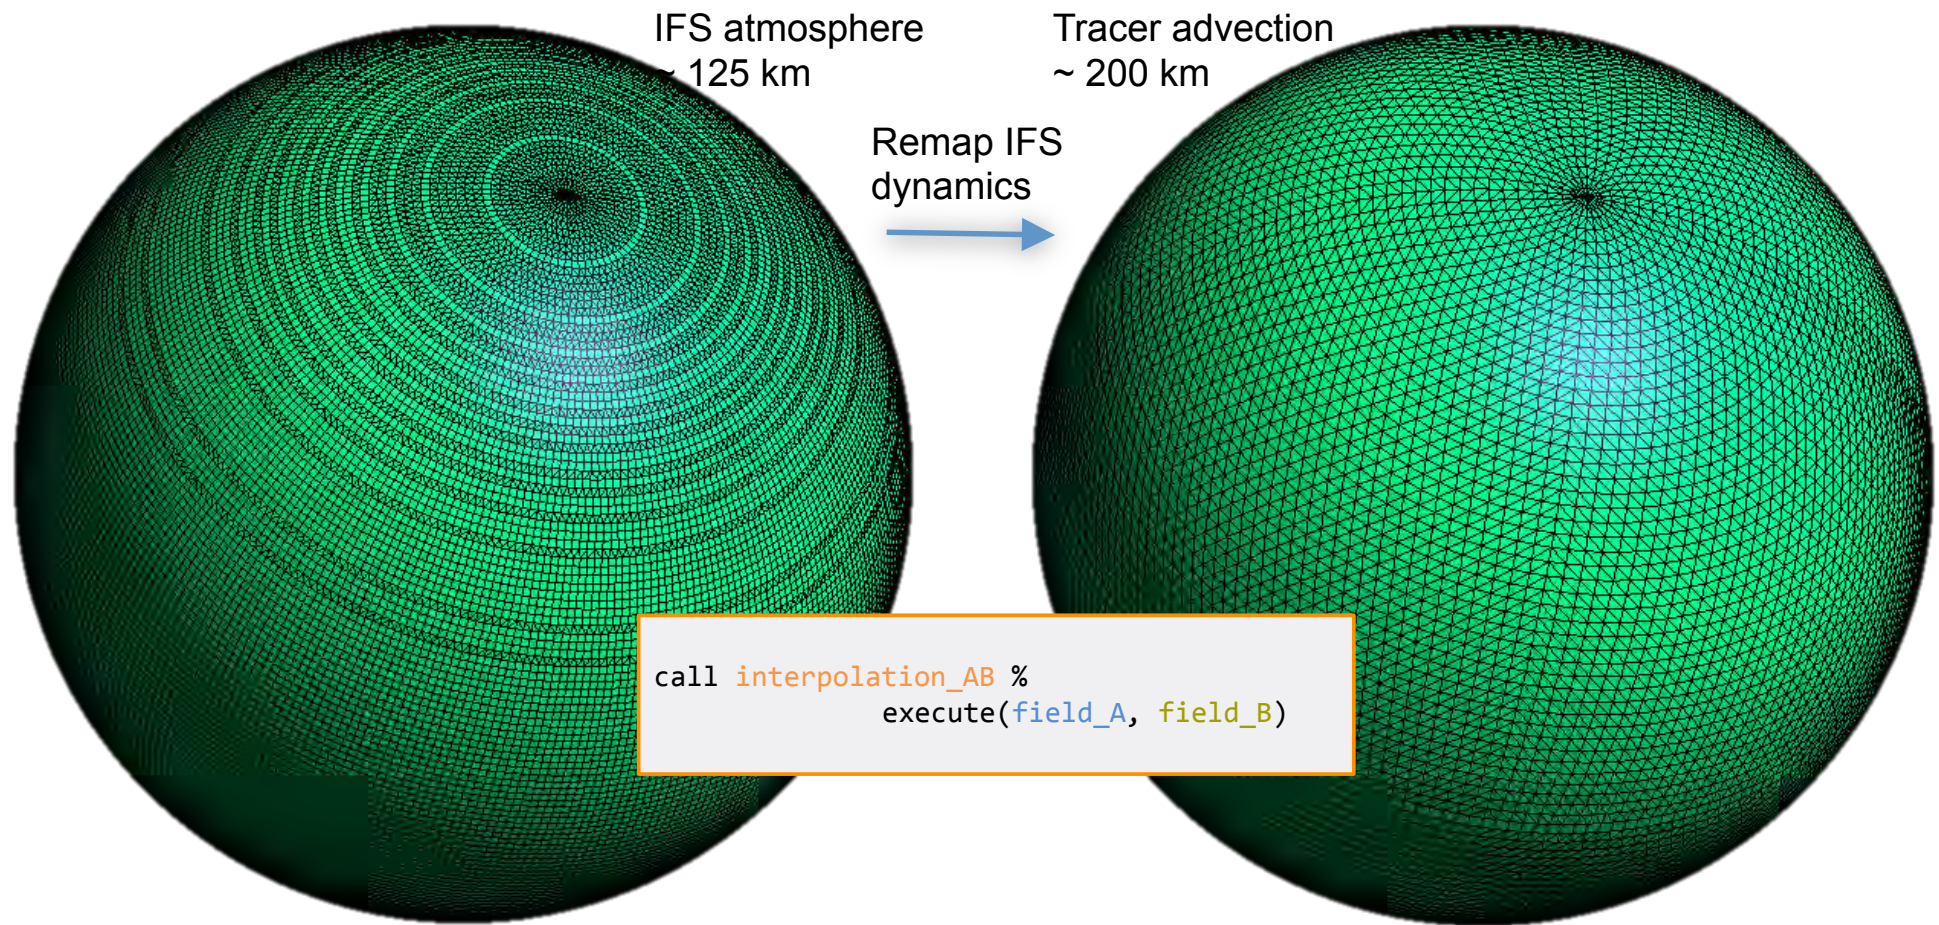 IFS atmosphere
~ 125 km
Tracer advection
~ 200 km
Remap IFS
dynamics
call interpolation_AB %
execute(field_A, field_B)